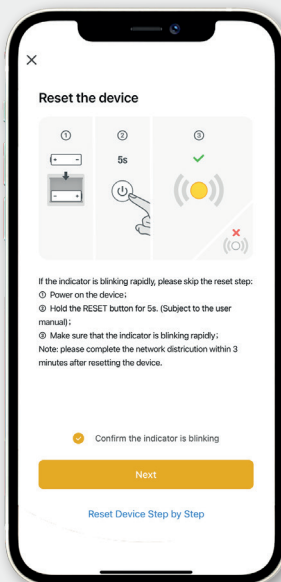 Reset the device
① ② ③
5s
If the indicator is blinking rapidly, please skip the reset step:
① Power on the device;
② Hold the RESET button for 5s. (Subject to the user
manual);
③ Make sure that the indicator is blinking rapidly;
Note: please complete the network districution within 3
minutes after resetting the device.
Confirm the indicator is blinking
Next
Reset Device Step by Step